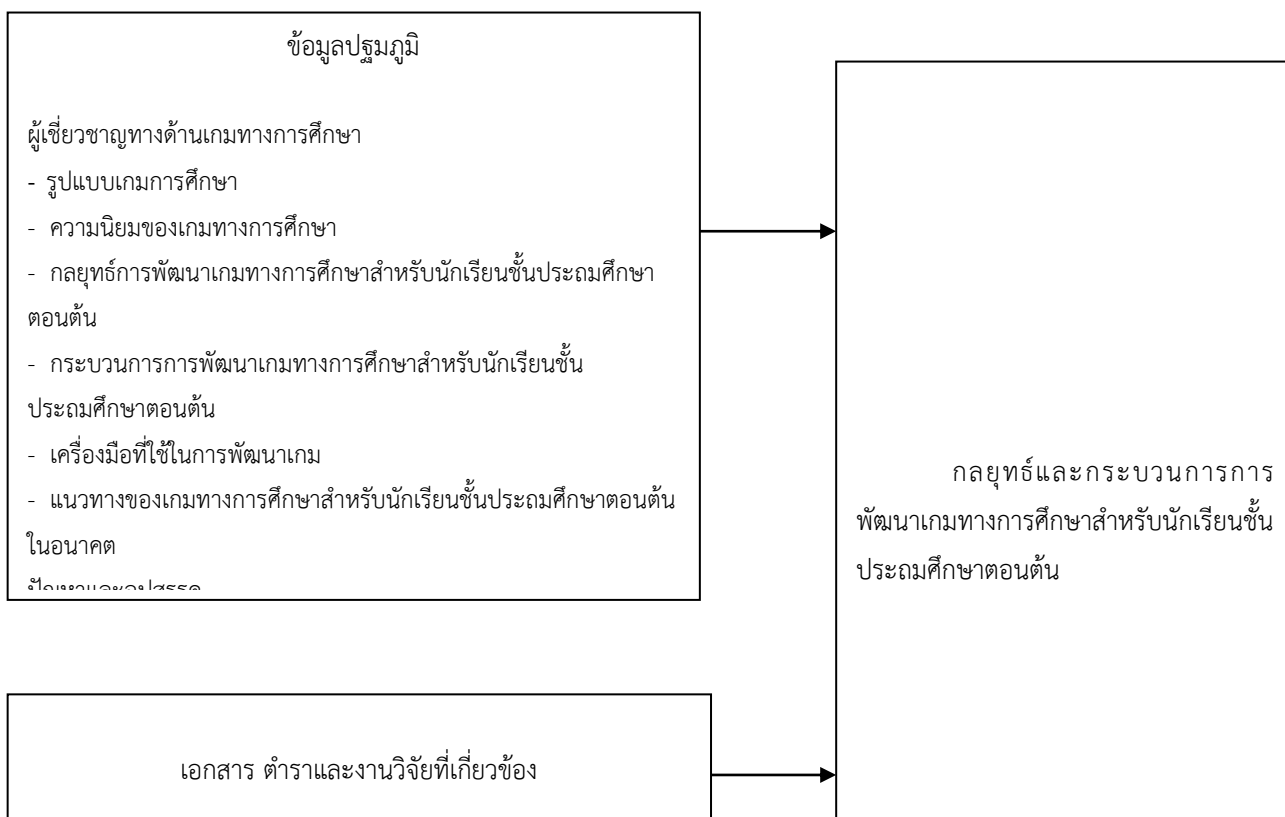 ข้อมูลปฐมภูมิ
ผู้เชี่ยวชาญทางด้านเกมทางการศึกษา
- รูปแบบเกมการศึกษา
- ความนิยมของเกมทางการศึกษา
- กลยุทธ์การพัฒนาเกมทางการศึกษาสำหรับนักเรียนชั้นประถมศึกษา
ตอนต้น
- กระบวนการการพัฒนาเกมทางการศึกษาสำหรับนักเรียนชั้น
ประถมศึกษาตอนต้น
- เครื่องมือที่ใช้ในการพัฒนาเกม
- แนวทางของเกมทางการศึกษาสำหรับนักเรียนชั้นประถมศึกษาตอนต้น
ในอนาคต
ปัญหาและอุปสรรค
กลยุทธ์และกระบวนการการ
พัฒนาเกมทางการศึกษาสำหรับนักเรียนชั้น
ประถมศึกษาตอนต้น
เอกสาร ตำราและงานวิจัยที่เกี่ยวข้อง